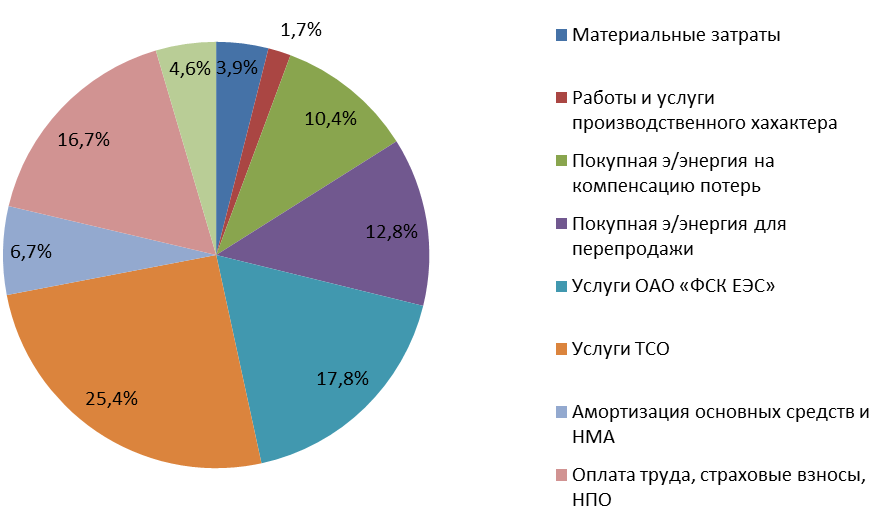 1,7%
4,6%
3,9%
10,4%
16,7%
12,8%
6,7%
17,8%
25,4%
Материальные затраты
Работы и услуги
производственного хахактера
Покупная э/энергия на
компенсацию потерь
Покупная э/энергия для
перепродажи
Услуги ОАО «ФСК ЕЭС»
Услуги ТСО
Амортизация основных средств и
НМА
Оплата труда, страховые взносы,
НПО